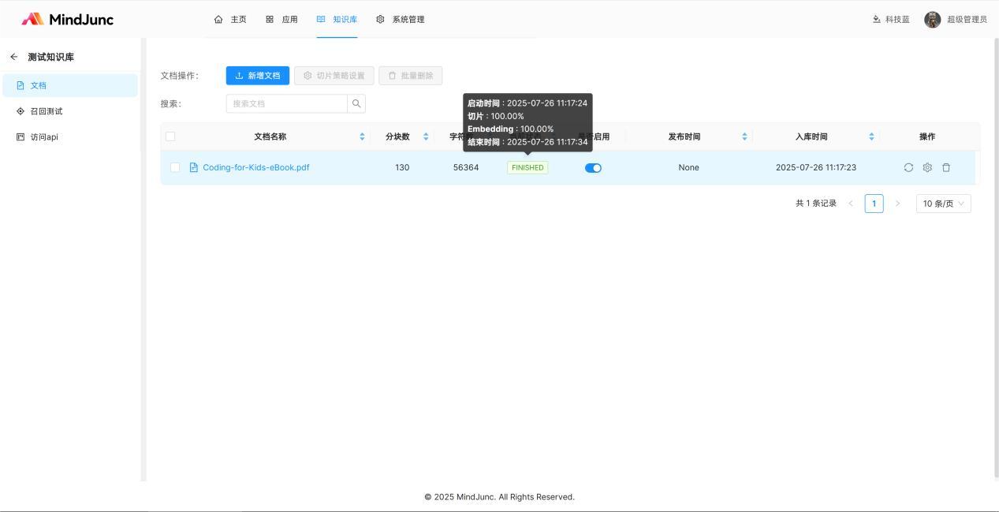 MindJunc 主页 应用 知识库 系统管理 科技蓝 超级管理员
测试知识库
文档
召回测试
访问api
文档操作: 新增文档 切片策略设置 批量删除
搜索: 搜索文档
启动时间 : 2025-07-26 11:17:24
切片 : 100.00%
Embedding : 100.00%
结束时间 : 2025-07-26 11:17:34
文档名称 分块数 字符 启用 发布时间 入库时间 操作
Coding-for-Kids-eBook.pdf 130 56364 FINISHED None 2025-07-26 11:17:23
共 1 条记录 < 1 > 10 条/页
© 2025 MindJunc. All Rights Reserved.